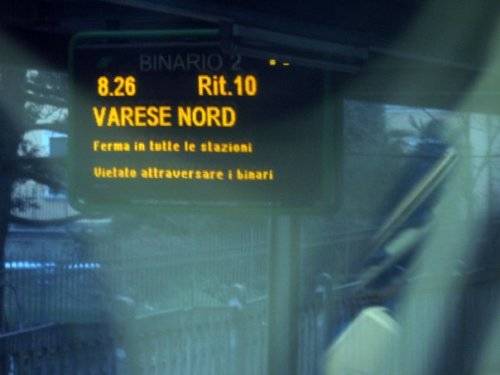 BINARIO 2
8.26 Rit.10
VARESE NORD
Ferma in tutte le stazioni
Vietato attraversare i binari